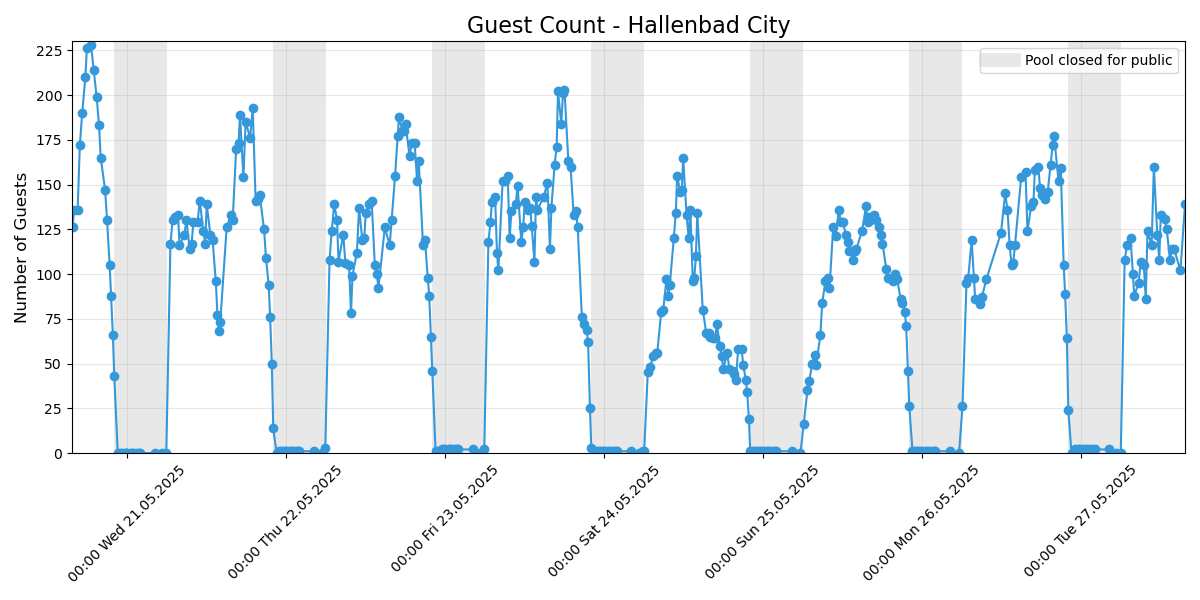 Guest Count - Hallenbad City
Number of Guests
225
200
175
150
125
100
75
50
25
0
Pool closed for public
00:00 Wed 21.05.2025
00:00 Thu 22.05.2025
00:00 Fri 23.05.2025
00:00 Sat 24.05.2025
00:00 Sun 25.05.2025
00:00 Mon 26.05.2025
00:00 Tue 27.05.2025